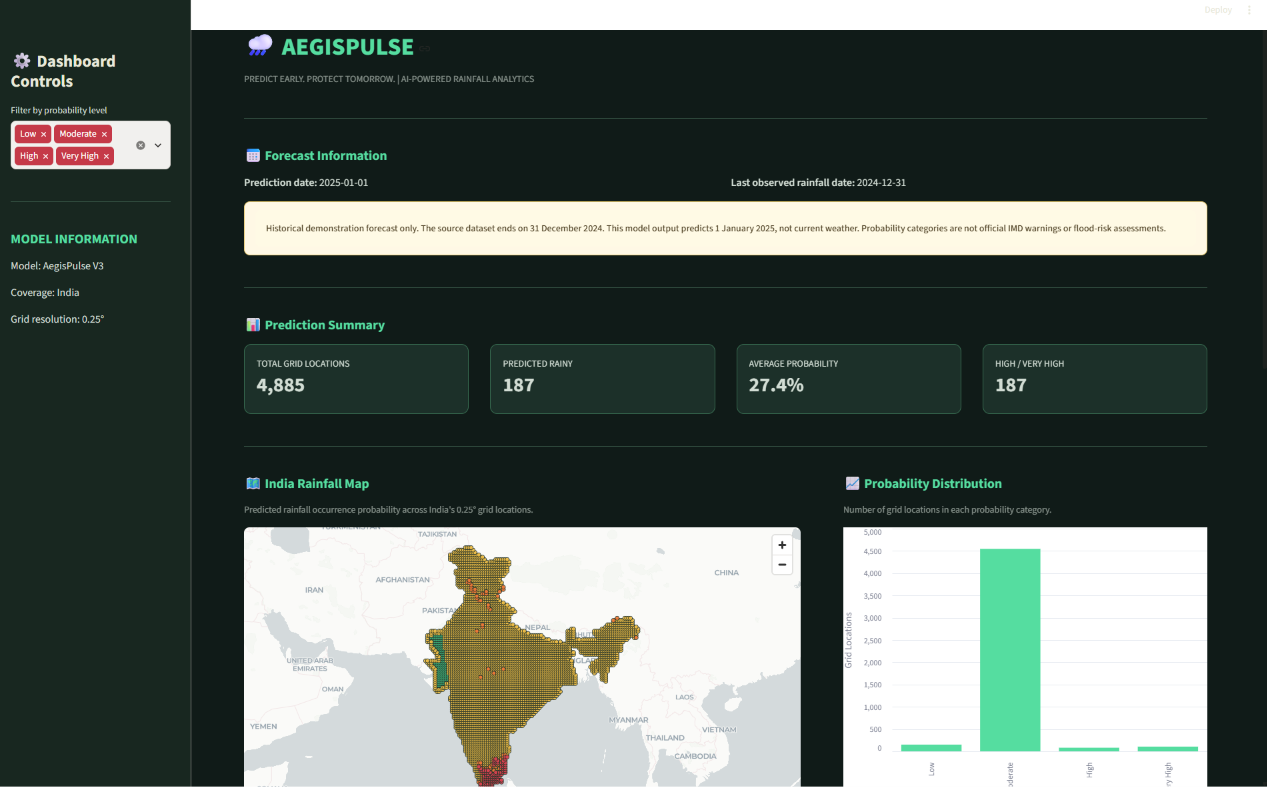 Deploy
Dashboard
Controls
Filter by probability level
Low × Moderate ×
High × Very High ×
MODEL INFORMATION
Model: AegisPulse V3
Coverage: India
Grid resolution: 0.25°
AEGISPULSE
PREDICT EARLY. PROTECT TOMORROW. | AI-POWERED RAINFALL ANALYTICS
Forecast Information
Prediction date: 2025-01-01
Last observed rainfall date: 2024-12-31
Historical demonstration forecast only. The source dataset ends on 31 December 2024. This model output predicts 1 January 2025, not current weather. Probability categories are not official IMD warnings or flood-risk assessments.
Prediction Summary
TOTAL GRID LOCATIONS
4,885
PREDICTED RAINY
187
AVERAGE PROBABILITY
27.4%
HIGH / VERY HIGH
187
India Rainfall Map
Predicted rainfall occurrence probability across India's 0.25° grid locations.
TAJIKISTAN
AFGHANISTAN
CHINA
IRAN
PAKISTAN
NEPAL
UNITED ARAB
EMIRATES
OMAN
LAOS
MYANMAR
YEMEN
VIETNAM
THAILAND
CAMBODIA
+
−
Probability Distribution
Number of grid locations in each probability category.
5,000
4,500
4,000
3,500
3,000
2,500
2,000
1,500
1,000
500
0
Grid Locations
Low
oderate
High
ry High